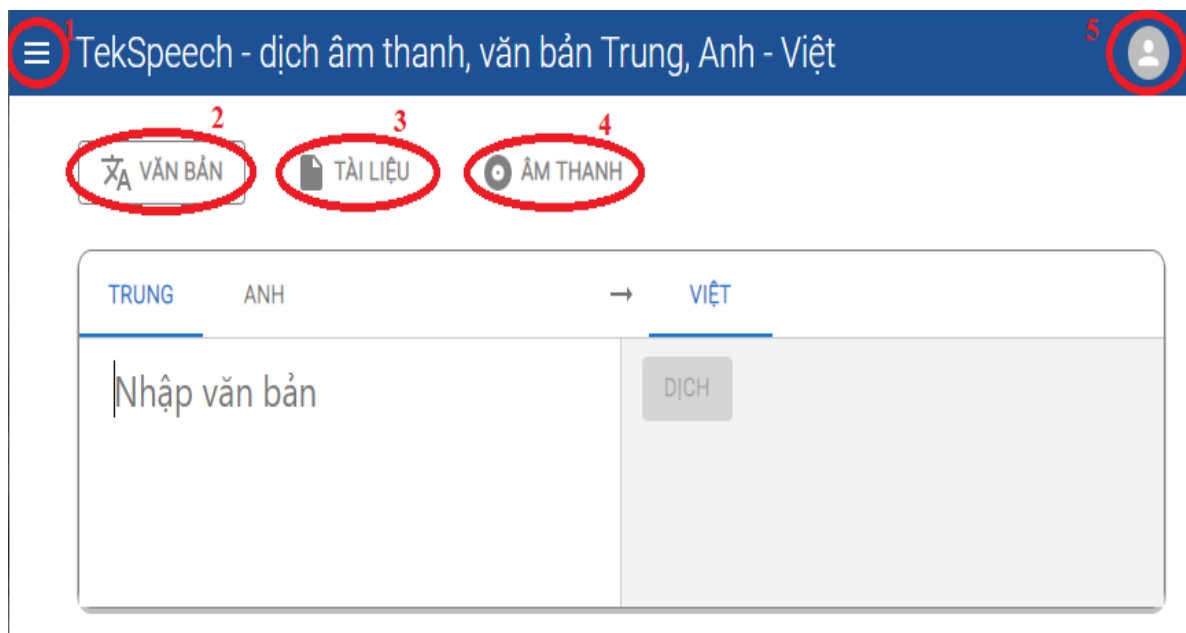 1 TekSpeech - dịch âm thanh, văn bản Trung, Anh - Việt 5
2 3 4
VĂN BẢN TÀI LIỆU ÂM THANH
TRUNG ANH → VIỆT
Nhập văn bản DỊCH